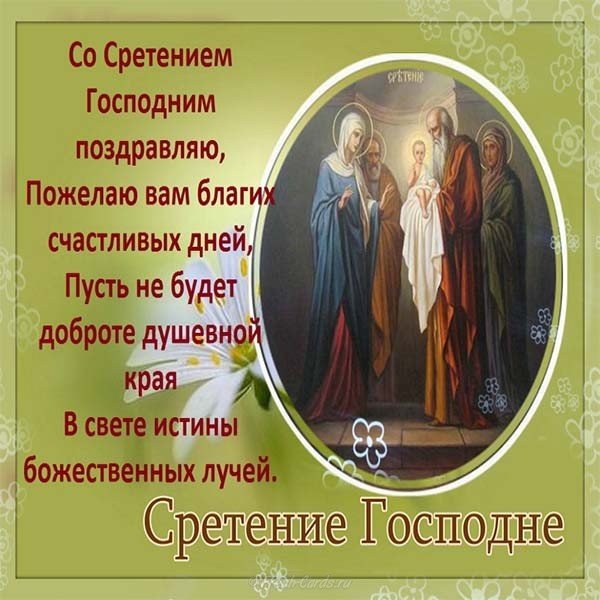 Со Сретением
Господним
поздравляю,
Пожелаю вам благих
счастливых дней,
Пусть не будет
доброте душевной
края
В свете истины
божественных лучей.
СРѢТЕНІЕ
Сретение Господне